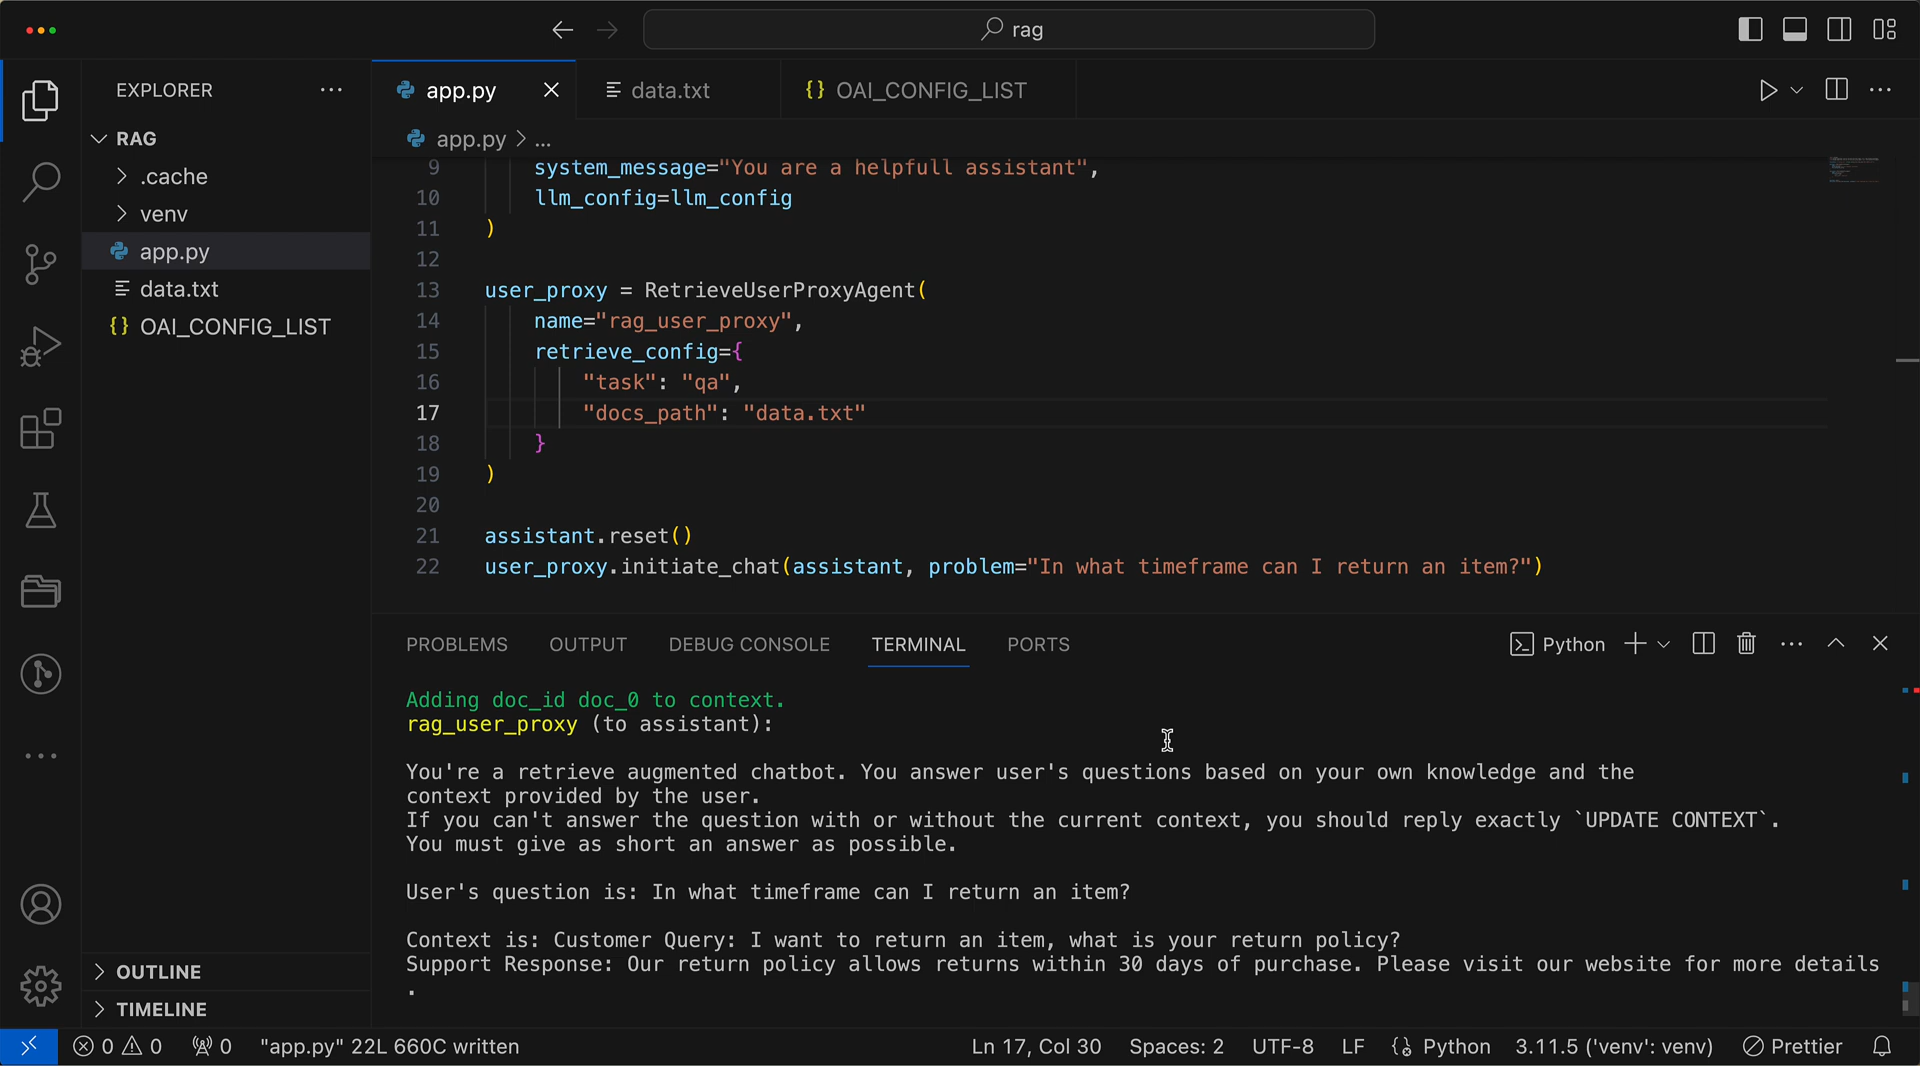 rag
EXPLORER
RAG
.cache
venv
app.py
data.txt
OAI_CONFIG_LIST
OUTLINE
TIMELINE
app.py
data.txt
{} OAI_CONFIG_LIST
app.py > ...
9 system_message="You are a helpfull assistant",
10 llm_config=llm_config
11 )
12
13 user_proxy = RetrieveUserProxyAgent(
14 name="rag_user_proxy",
15 retrieve_config={
16 "task": "qa",
17 "docs_path": "data.txt"
18 }
19 )
20
21 assistant.reset()
22 user_proxy.initiate_chat(assistant, problem="In what timeframe can I return an item?")
PROBLEMS OUTPUT DEBUG CONSOLE TERMINAL PORTS Python
Adding doc_id doc_0 to context.
rag_user_proxy (to assistant):
You're a retrieve augmented chatbot. You answer user's questions based on your own knowledge and the
context provided by the user.
If you can't answer the question with or without the current context, you should reply exactly `UPDATE CONTEXT`.
You must give as short an answer as possible.
User's question is: In what timeframe can I return an item?
Context is: Customer Query: I want to return an item, what is your return policy?
Support Response: Our return policy allows returns within 30 days of purchase. Please visit our website for more details
.
0 0 0 "app.py" 22L 660C written Ln 17, Col 30 Spaces: 2 UTF-8 LF Python 3.11.5 ('venv': venv) Prettier